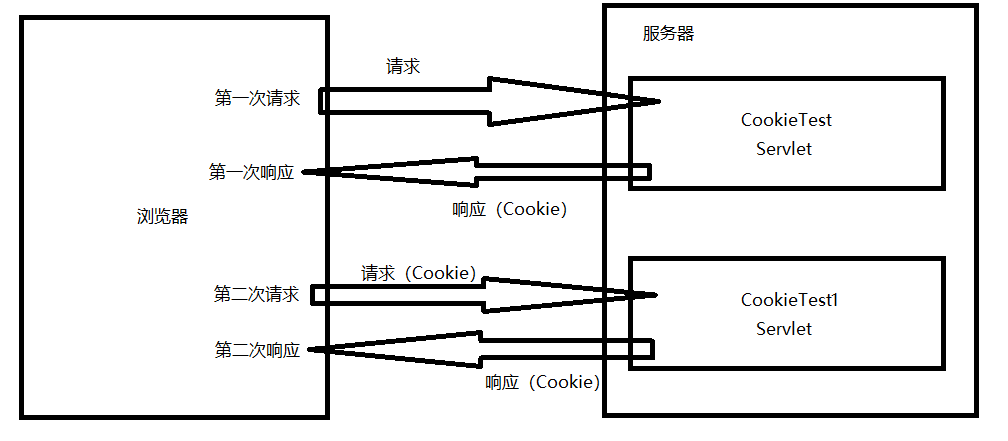 服务器
请求
第一次请求
CookieTest
Servlet
第一次响应
响应（Cookie）
浏览器
请求（Cookie）
第二次请求
CookieTest1
Servlet
第二次响应
响应（Cookie）